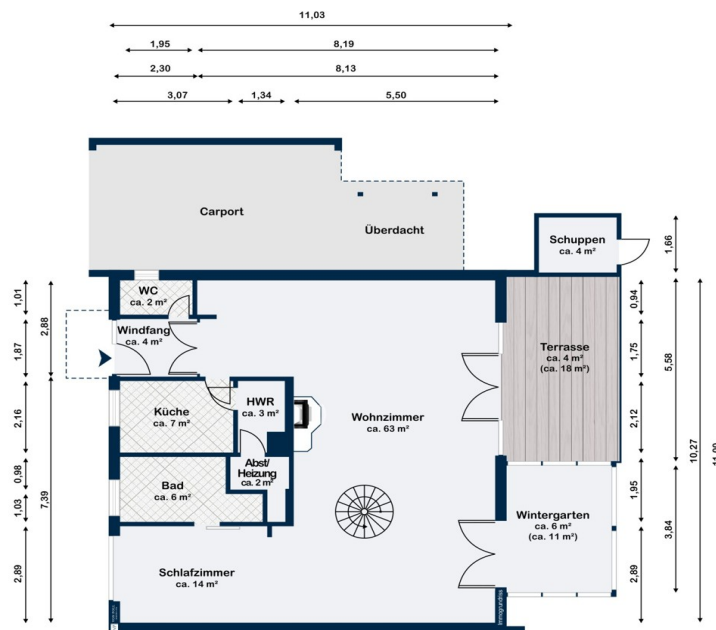 11,03
1,95
8,19
2,30
8,13
3,07
1,34
5,50
Carport
Überdacht
Schuppen
ca. 4 m²
1,66
WC
ca. 2 m²
1,01
2,88
0,94
Windfang
ca. 4 m²
1,87
Terrasse
ca. 4 m²
(ca. 18 m²)
1,75
5,58
Küche
ca. 7 m²
HWR
ca. 3 m²
Wohnzimmer
ca. 63 m²
2,16
2,12
10,27
11,99
Abst/
Heizung
ca. 2 m²
Bad
ca. 6 m²
0,98
7,39
1,95
1,03
Wintergarten
ca. 6 m²
(ca. 11 m²)
3,84
Schlafzimmer
ca. 14 m²
2,89
2,89
Immogrundriss